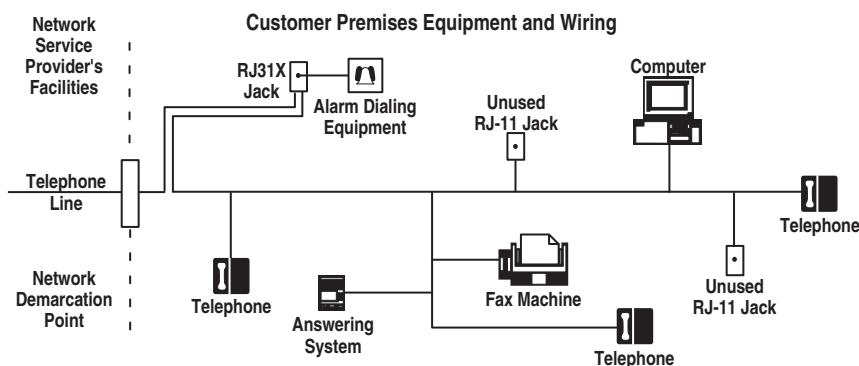 Customer Premises Equipment and Wiring
Network
Service
Provider's
Facilities
RJ31X
Jack
Alarm Dialing
Equipment
Unused
RJ-11 Jack
Computer
Telephone
Line
Telephone
Network
Demarcation
Point
Telephone
Answering
System
Fax Machine
Unused
RJ-11 Jack
Telephone